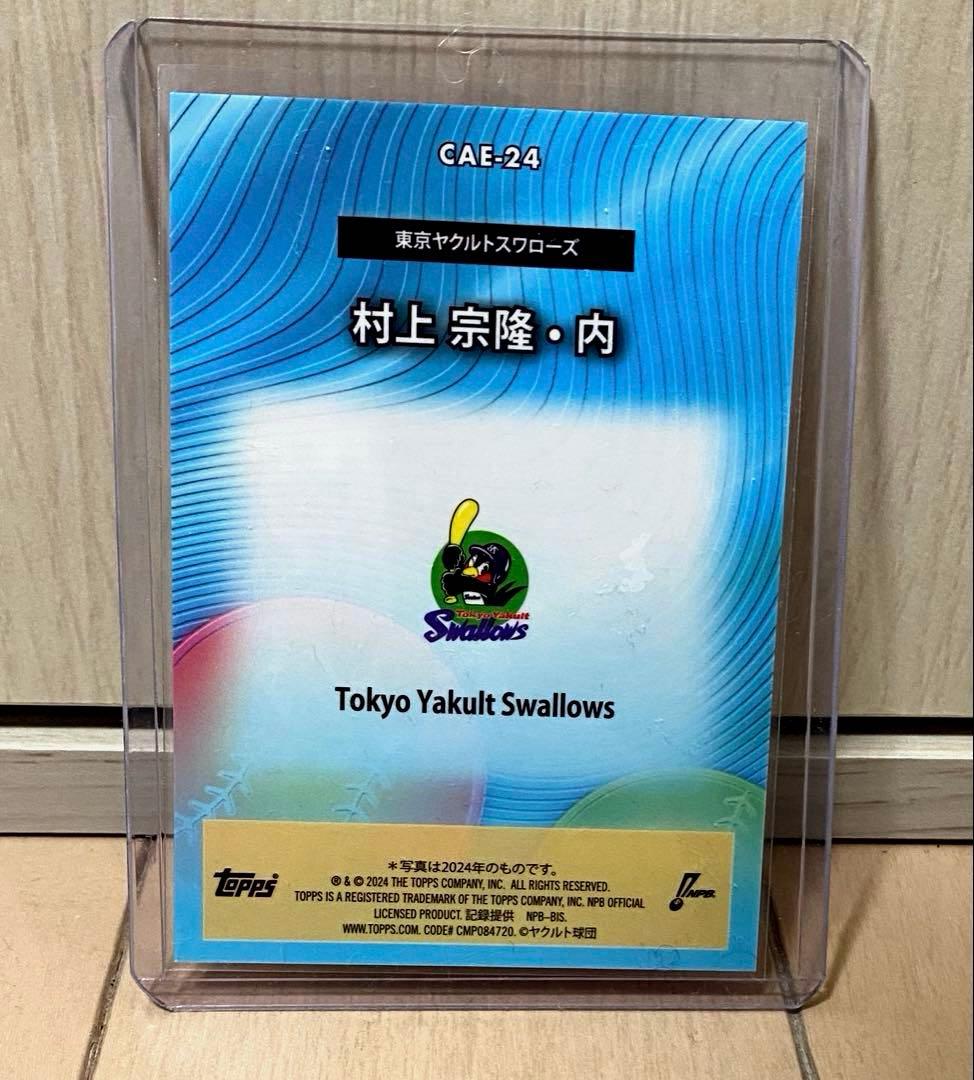 CAE-24
東京ヤクルトスワローズ
村上 宗隆・内
Tokyo Yakult
Swallows
Tokyo Yakult Swallows
topps
*写真は2024年のものです。
® & © 2024 THE TOPPS COMPANY, INC. ALL RIGHTS RESERVED.
TOPPS IS A REGISTERED TRADEMARK OF THE TOPPS COMPANY, INC. NPB OFFICIAL
LICENSED PRODUCT. 記録提供 NPB-BIS.
WWW.TOPPS.COM. CODE# CMP084720. ©ヤクルト球団
NPB.